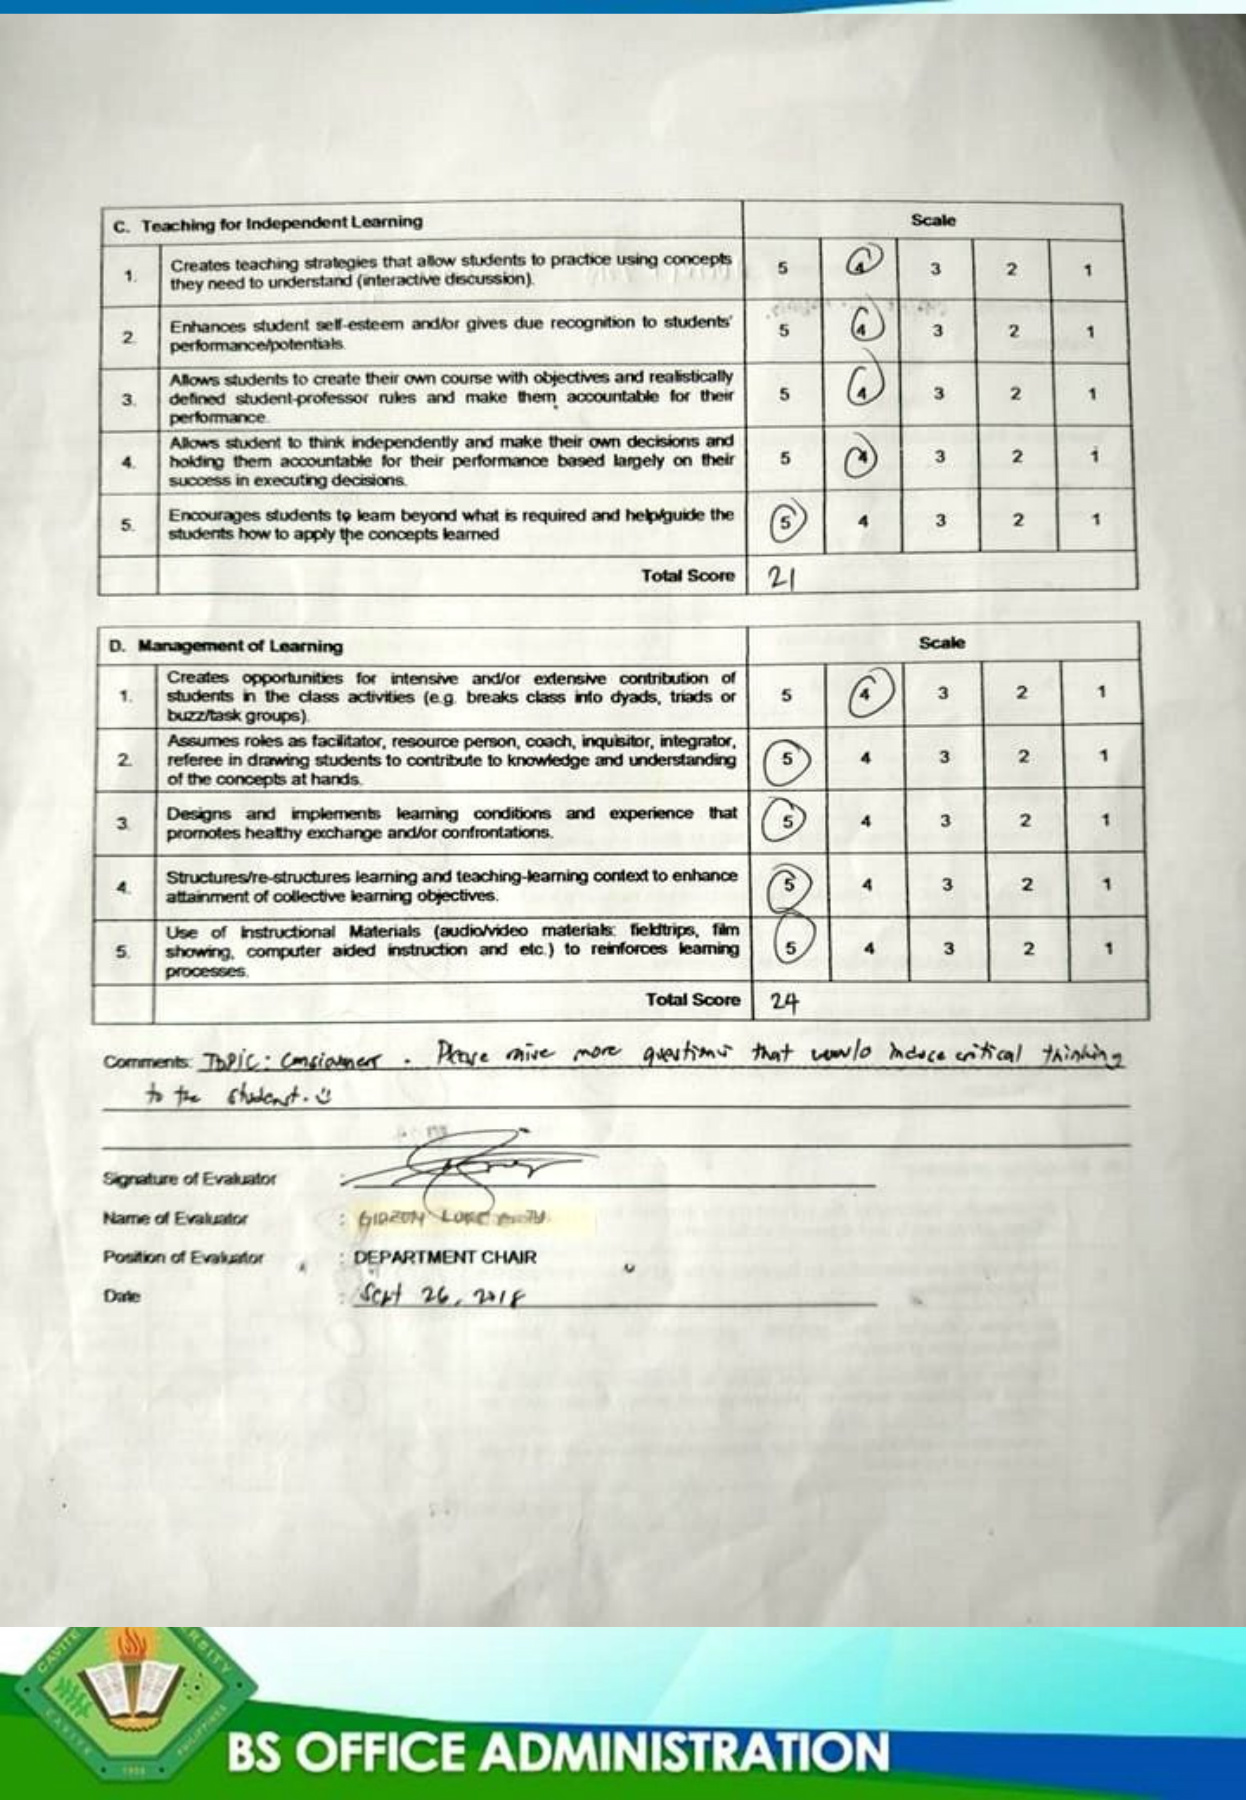 C. Teaching for Independent Learning Scale
1. Creates teaching strategies that allow students to practice using concepts
they need to understand (interactive discussion). 5 4 3 2 1
2. Enhances student self-esteem and/or gives due recognition to students'
performance/potentials. 5 4 3 2 1
3. Allows students to create their own course with objectives and realistically
defined student-professor rules and make them accountable for their
performance. 5 4 3 2 1
4. Allows student to think independently and make their own decisions and
holding them accountable for their performance based largely on their
success in executing decisions. 5 4 3 2 1
5. Encourages students to learn beyond what is required and help/guide the
students how to apply the concepts learned 5 4 3 2 1
Total Score 21
D. Management of Learning Scale
1. Creates opportunities for intensive and/or extensive contribution of
students in the class activities (e.g. breaks class into dyads, triads or
buzz/task groups). 5 4 3 2 1
2. Assumes roles as facilitator, resource person, coach, inquisitor, integrator,
referee in drawing students to contribute to knowledge and understanding
of the concepts at hands. 5 4 3 2 1
3. Designs and implements learning conditions and experience that
promotes healthy exchange and/or confrontations. 5 4 3 2 1
4. Structures/re-structures learning and teaching-learning context to enhance
attainment of collective learning objectives. 5 4 3 2 1
5. Use of Instructional Materials (audio/video materials: fieldtrips, film
showing, computer aided instruction and etc.) to reinforces learning
processes. 5 4 3 2 1
Total Score 24
Comments: TOPIC: Consignment. Please raise more questions that would induce critical thinking
to the student.
Signature of Evaluator :
Name of Evaluator :
Position of Evaluator : DEPARTMENT CHAIR
Date : Sept 26, 2018
CAVITE
CAVITE
PHILIPPINES
1906
BS OFFICE ADMINISTRATION